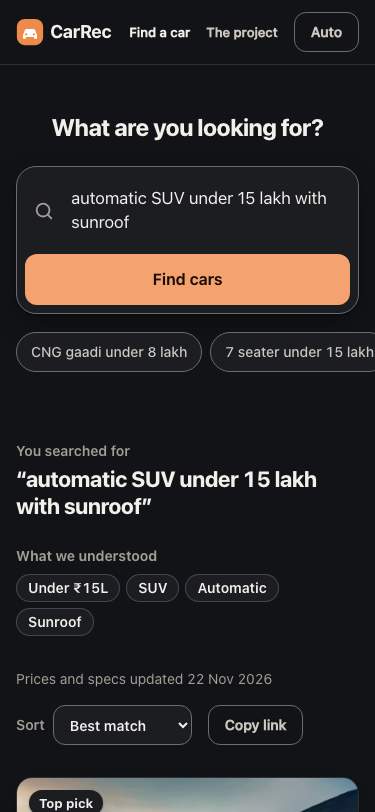 CarRec Find a car The project Auto
What are you looking for?
automatic SUV under 15 lakh with
sunroof
Find cars
CNG gaadi under 8 lakh 7 seater under 15 lakh
You searched for
“automatic SUV under 15 lakh
with sunroof”
What we understood
Under ₹15L SUV Automatic
Sunroof
Prices and specs updated 22 Nov 2026
Sort Best match Copy link
Top pick